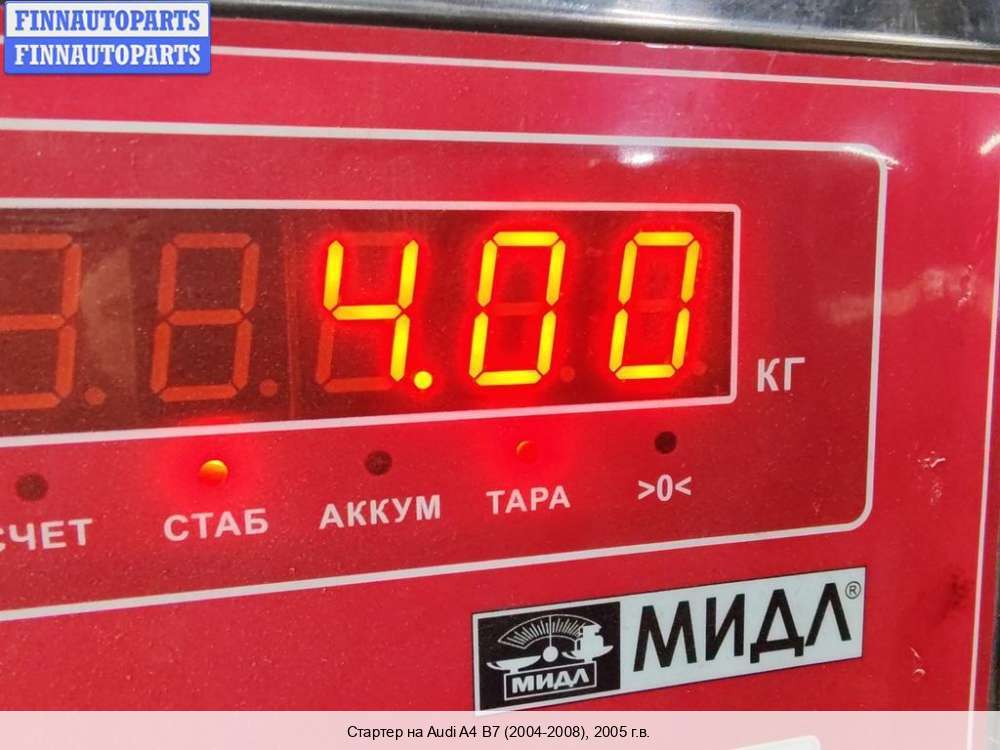 FINNAUTOPARTS
FINNAUTOPARTS
4.00
КГ
СЧЕТ СТАБ АККУМ ТАРА >0<
МИДЛ®
МИДЛ
Стартер на Audi A4 B7 (2004-2008), 2005 г.в.